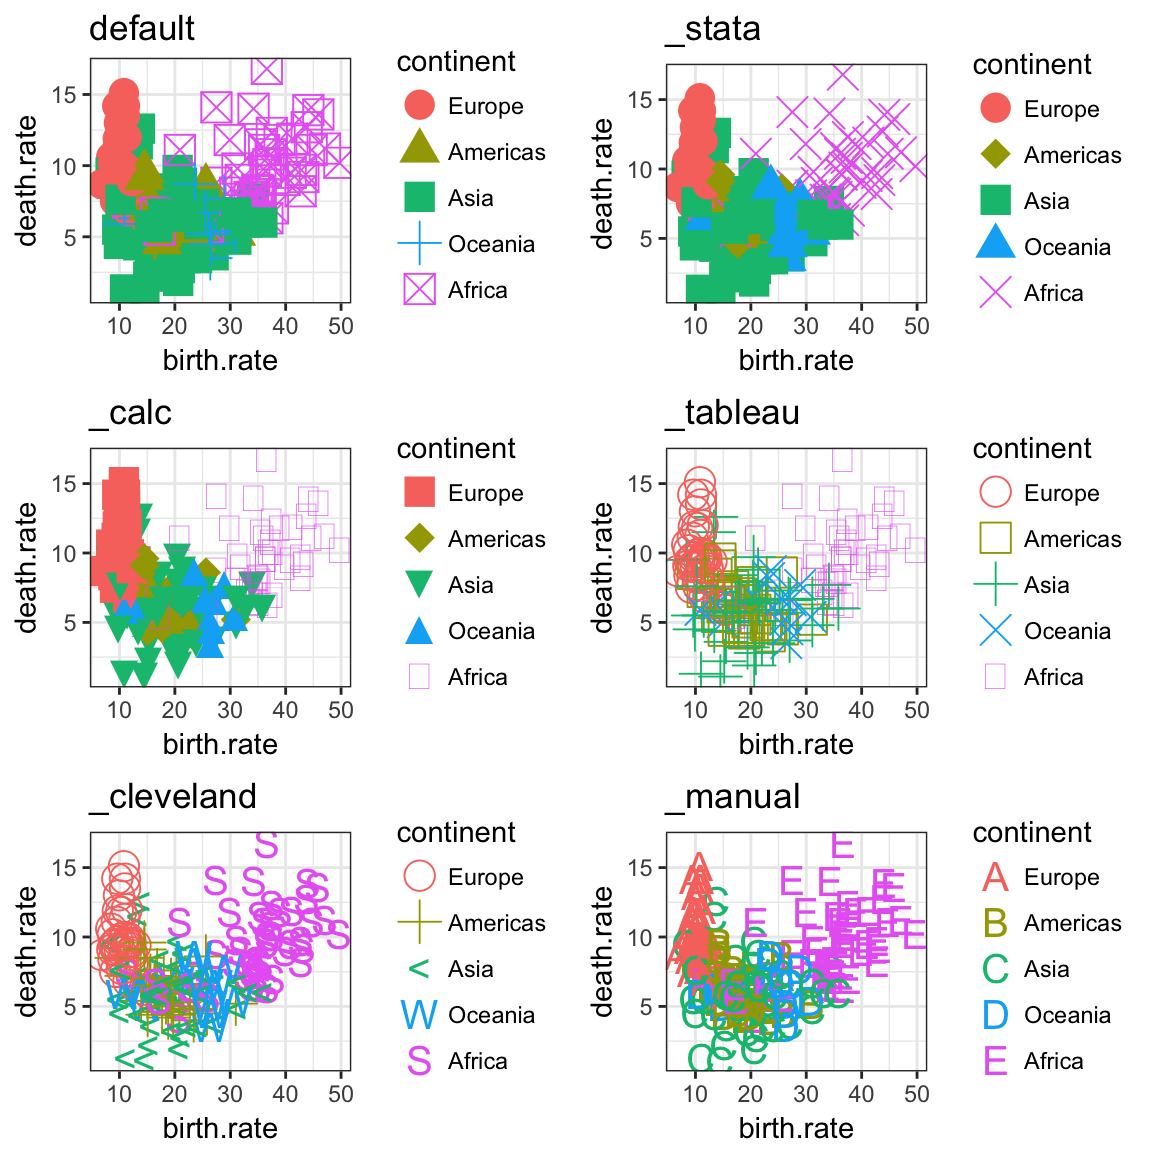 default
death.rate
15
10
5
10 20 30 40 50
birth.rate
continent
Europe
Americas
Asia
Oceania
Africa
_stata
death.rate
15
10
5
10 20 30 40 50
birth.rate
continent
Europe
Americas
Asia
Oceania
Africa
_calc
death.rate
15
10
5
10 20 30 40 50
birth.rate
continent
Europe
Americas
Asia
Oceania
Africa
_tableau
death.rate
15
10
5
10 20 30 40 50
birth.rate
continent
Europe
Americas
Asia
Oceania
Africa
_cleveland
death.rate
15
10
5
10 20 30 40 50
birth.rate
continent
Europe
Americas
< Asia
W Oceania
S Africa
_manual
death.rate
15
10
5
10 20 30 40 50
birth.rate
continent
A Europe
B Americas
C Asia
D Oceania
E Africa